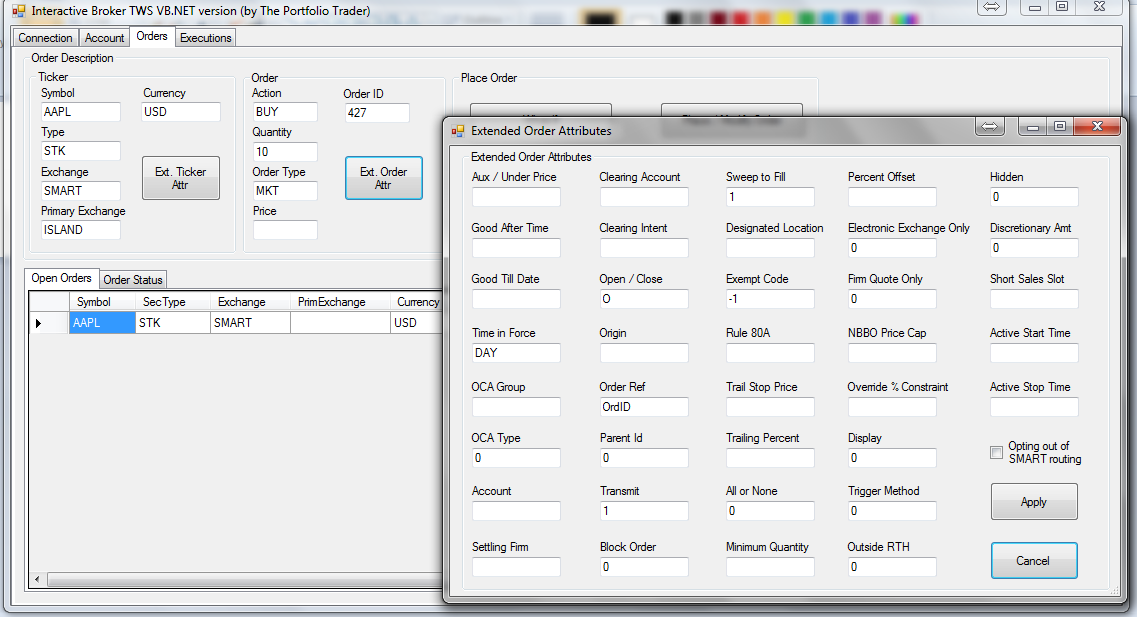 Interactive Broker TWS VB.NET version (by The Portfolio Trader)
Connection Account Orders Executions
Order Description
Ticker
Symbol Currency
AAPL USD
Type
STK
Exchange
SMART
Ext. Ticker
Attr
Primary Exchange
ISLAND
Order
Action Order ID
BUY 427
Quantity
10
Order Type
MKT
Ext. Order
Attr
Price
Place Order
Open Orders Order Status
Symbol SecType Exchange PrimExchange Currency
AAPL STK SMART USD
Extended Order Attributes
Extended Order Attributes
Aux / Under Price Clearing Account Sweep to Fill Percent Offset Hidden
1 0
Good After Time Clearing Intent Designated Location Electronic Exchange Only Discretionary Amt
0 0
Good Till Date Open / Close Exempt Code Firm Quote Only Short Sales Slot
O -1 0
Time in Force Origin Rule 80A NBBO Price Cap Active Start Time
DAY
OCA Group Order Ref Trail Stop Price Override % Constraint Active Stop Time
OrdID
OCA Type Parent Id Trailing Percent Display
0 0 0
Opting out of
SMART routing
Account Transmit All or None Trigger Method
1 0 0
Apply
Settling Firm Block Order Minimum Quantity Outside RTH
0 0
Cancel